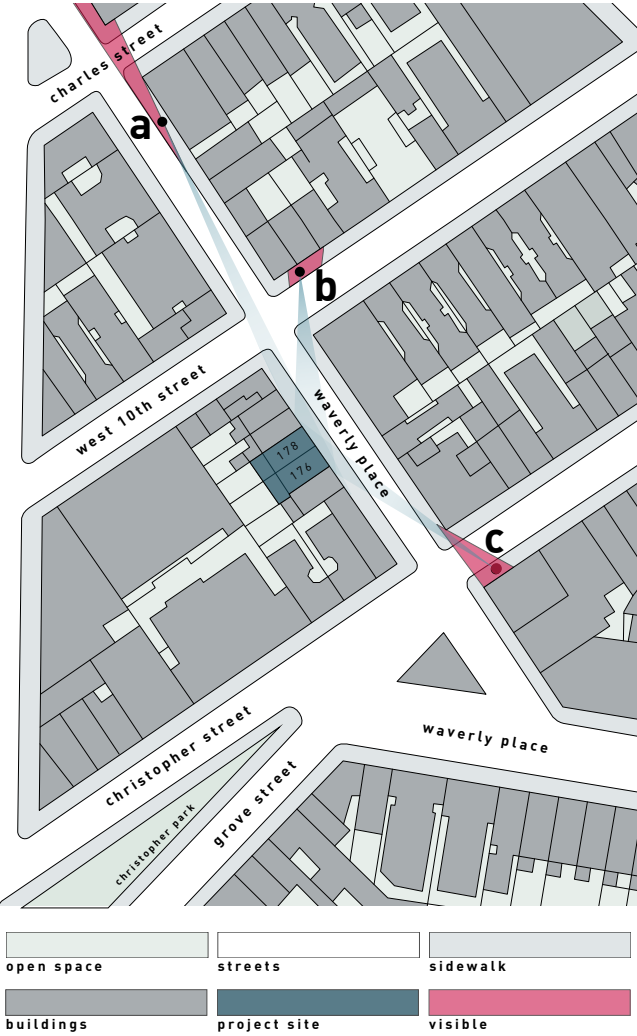 charles street
a
b
west 10th street
waverly place
178
176
c
waverly place
christopher street
grove street
christopher park
open space
streets
sidewalk
buildings
project site
visible